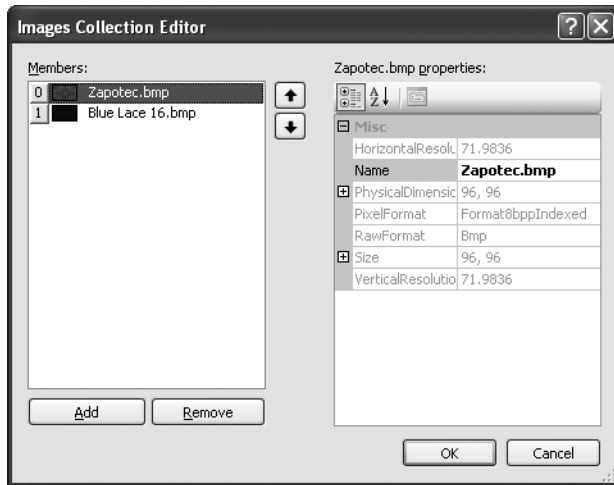 Images Collection Editor
Members:
0 Zapotec.bmp
1 Blue Lace 16.bmp
Add
Remove
Zapotec.bmp properties:
Misc
HorizontalResolu 71.9836
Name Zapotec.bmp
PhysicalDimensic 96, 96
PixelFormat Format8bppIndexed
RawFormat Bmp
Size 96, 96
VerticalResolutio 71.9836
OK
Cancel